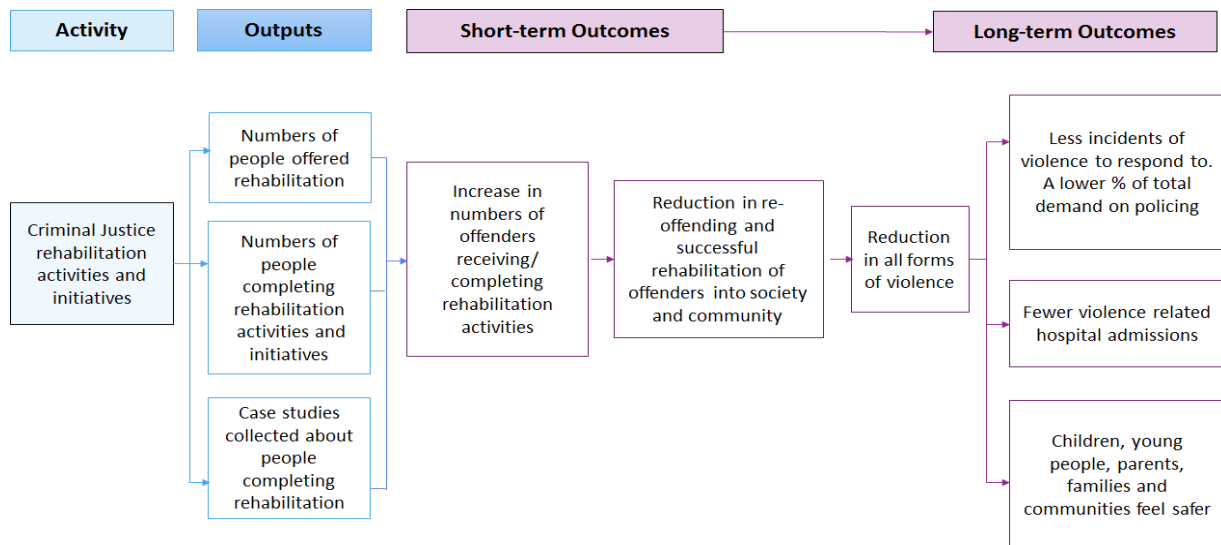 Activity
Outputs
Short-term Outcomes
Long-term Outcomes
Criminal Justice
rehabilitation
activities and
initiatives
Numbers of
people offered
rehabilitation
Numbers of
people
completing
rehabilitation
activities and
initiatives
Case studies
collected about
people
completing
rehabilitation
Increase in
numbers of
offenders
receiving/
completing
rehabilitation
activities
Reduction in re-
offending and
successful
rehabilitation of
offenders into society
and community
Reduction
in all forms
of violence
Less incidents of
violence to respond to.
A lower % of total
demand on policing
Fewer violence related
hospital admissions
Children, young
people, parents,
families and
communities feel safer